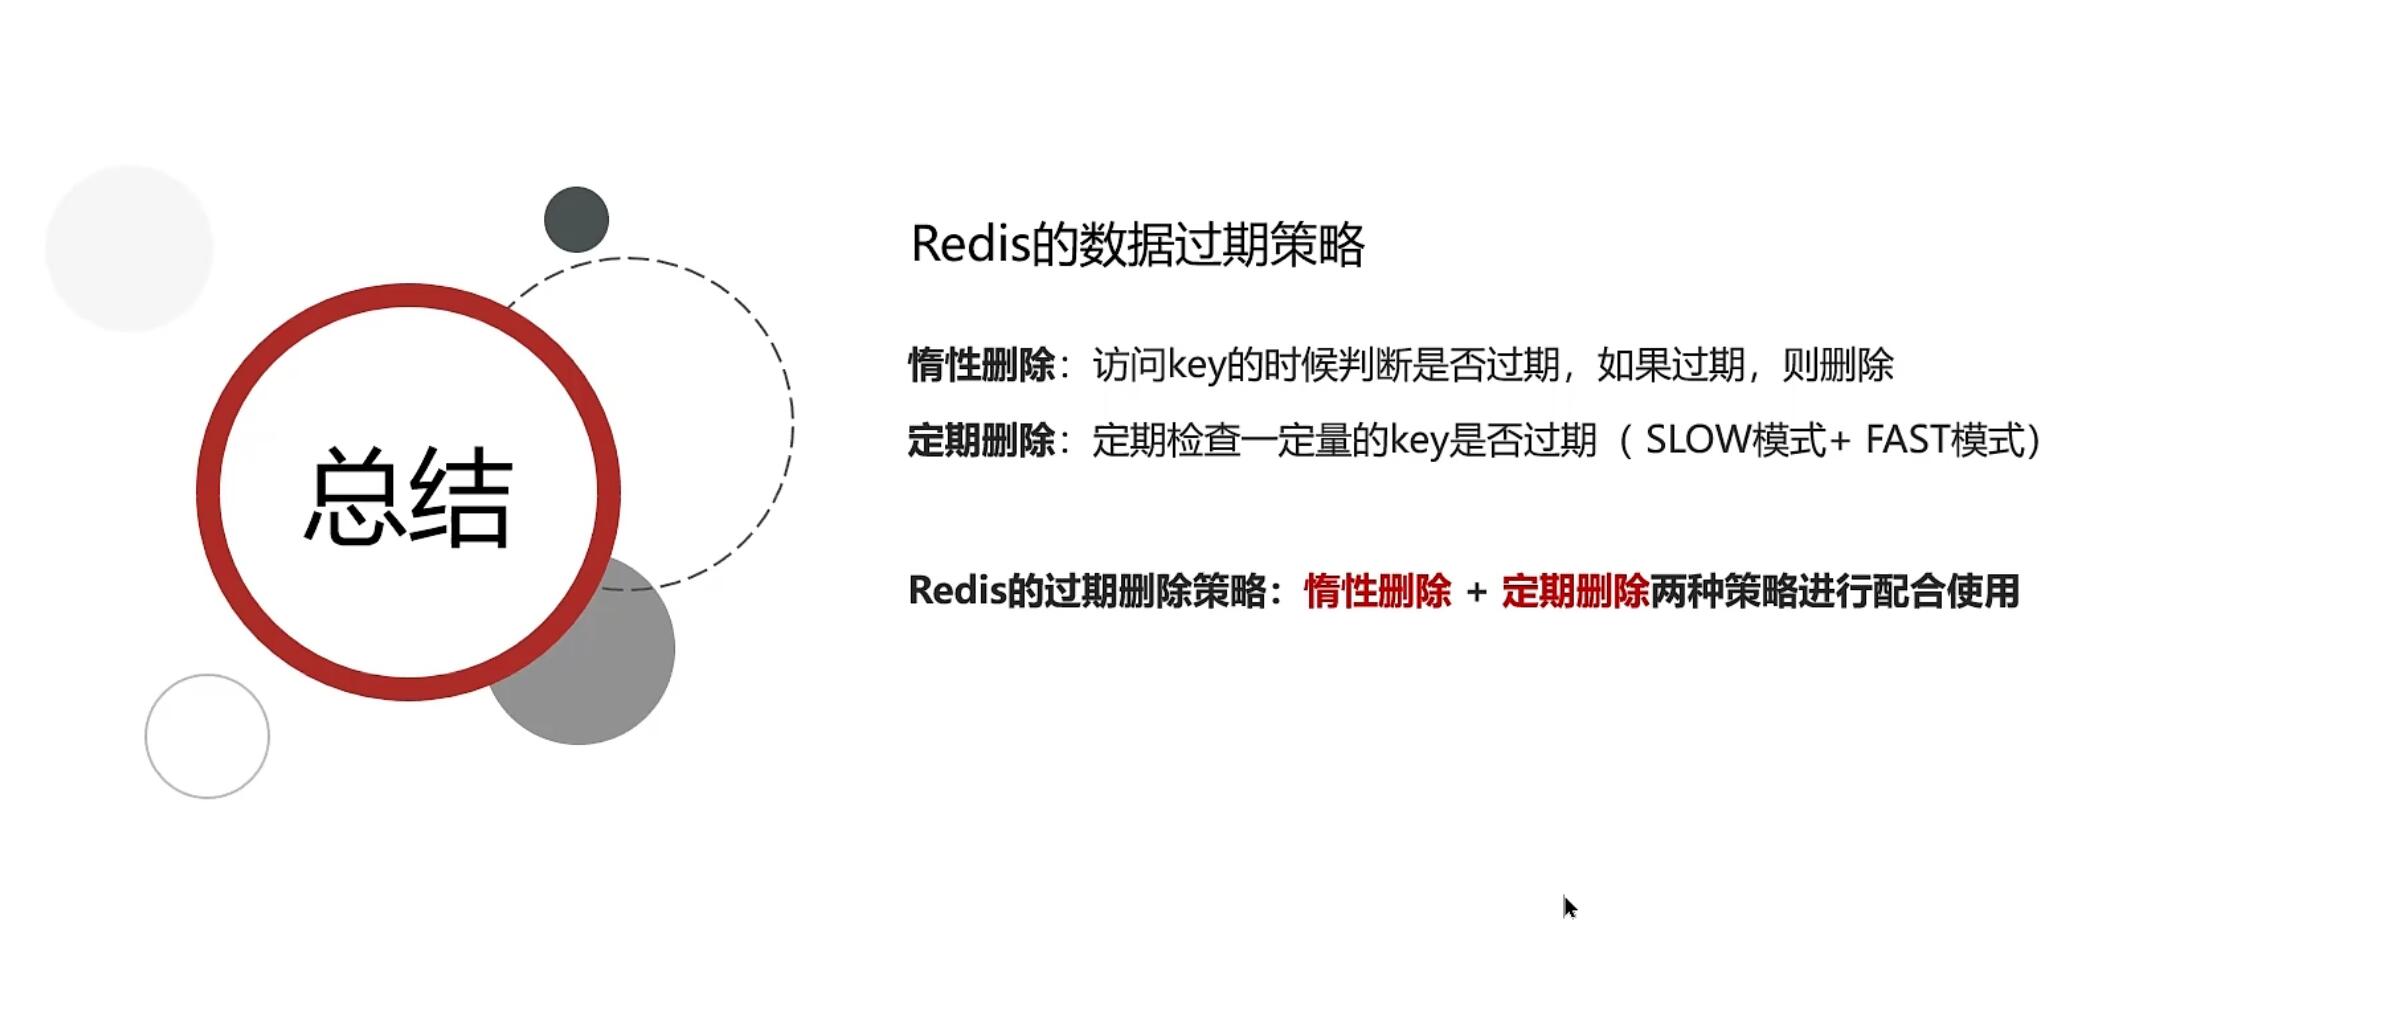 总结
Redis的数据过期策略
惰性删除：访问key的时候判断是否过期，如果过期，则删除
定期删除：定期检查一定量的key是否过期（ SLOW模式+ FAST模式）
Redis的过期删除策略：惰性删除 + 定期删除两种策略进行配合使用